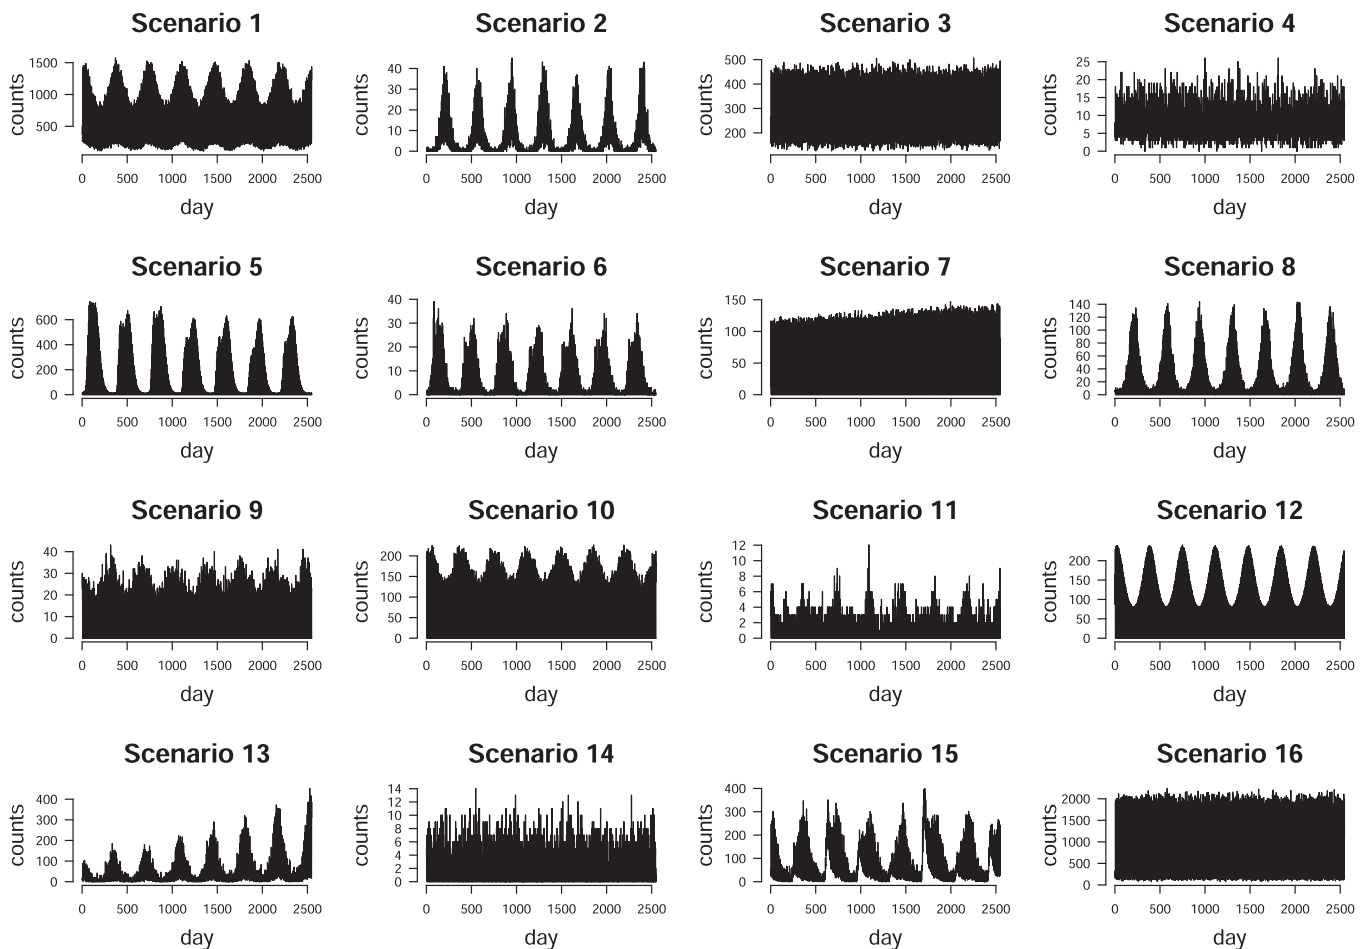 Scenario 1
counts
1500
1000
500
0 500 1000 1500 2000 2500
day
Scenario 2
counts
40
30
20
10
0
0 500 1000 1500 2000 2500
day
Scenario 3
counts
500
400
300
200
0 500 1000 1500 2000 2500
day
Scenario 4
counts
25
20
15
10
5
0
0 500 1000 1500 2000 2500
day
Scenario 5
counts
600
400
200
0
0 500 1000 1500 2000 2500
day
Scenario 6
counts
40
30
20
10
0
0 500 1000 1500 2000 2500
day
Scenario 7
counts
150
100
50
0
0 500 1000 1500 2000 2500
day
Scenario 8
counts
140
120
100
80
60
40
20
0
0 500 1000 1500 2000 2500
day
Scenario 9
counts
40
30
20
10
0
0 500 1000 1500 2000 2500
day
Scenario 10
counts
200
150
100
50
0
0 500 1000 1500 2000 2500
day
Scenario 11
counts
12
10
8
6
4
2
0
0 500 1000 1500 2000 2500
day
Scenario 12
counts
200
150
100
50
0
0 500 1000 1500 2000 2500
day
Scenario 13
counts
400
300
200
100
0
0 500 1000 1500 2000 2500
day
Scenario 14
counts
14
12
10
8
6
4
2
0
0 500 1000 1500 2000 2500
day
Scenario 15
counts
400
300
200
100
0
0 500 1000 1500 2000 2500
day
Scenario 16
counts
2000
1500
1000
500
0
0 500 1000 1500 2000 2500
day